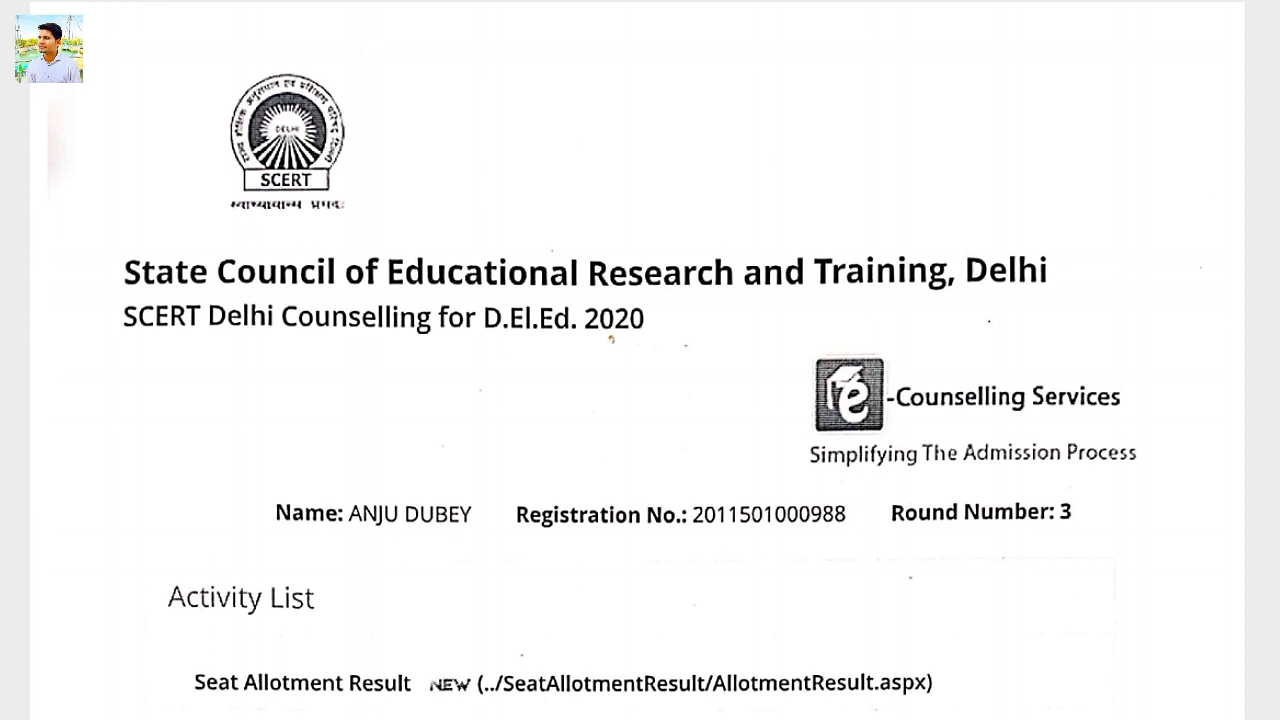 DELHI
SCERT
State Council of Educational Research and Training, Delhi
SCERT Delhi Counselling for D.El.Ed. 2020
e-Counselling Services
Simplifying The Admission Process
Name: ANJU DUBEY Registration No.: 2011501000988 Round Number: 3
Activity List
Seat Allotment Result NEW (../SeatAllotmentResult/AllotmentResult.aspx)